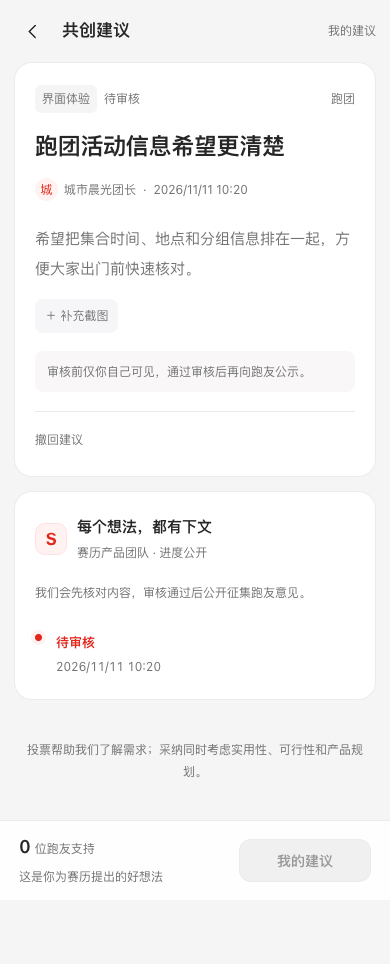 共创建议
我的建议
界面体验
待审核
跑团
跑团活动信息希望更清楚
城
城市晨光团长 · 2026/11/11 10:20
希望把集合时间、地点和分组信息排在一起，方
便大家出门前快速核对。
+ 补充截图
审核前仅你自己可见，通过审核后再向跑友公示。
撤回建议
S
每个想法，都有下文
赛历产品团队 · 进度公开
我们会先核对内容，审核通过后公开征集跑友意见。
待审核
2026/11/11 10:20
投票帮助我们了解需求；采纳同时考虑实用性、可行性和产品规
划。
0 位跑友支持
这是你为赛历提出的好想法
我的建议